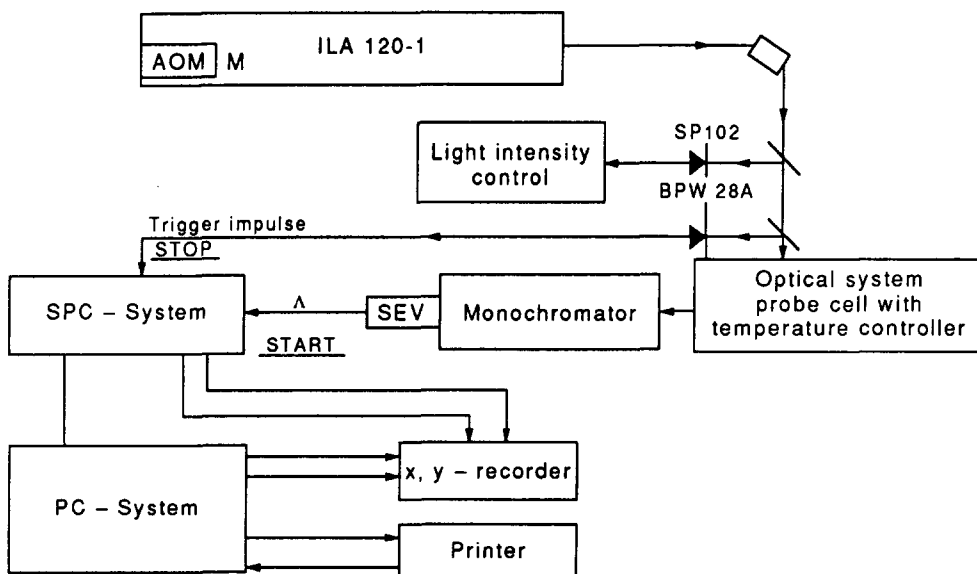 ILA 120-1
AOM M
SP102
Light intensity
control
BPW 28A
Trigger impulse
STOP
Optical system
probe cell with
temperature controller
SPC – System
Λ
SEV
Monochromator
START
x, y – recorder
PC – System
Printer